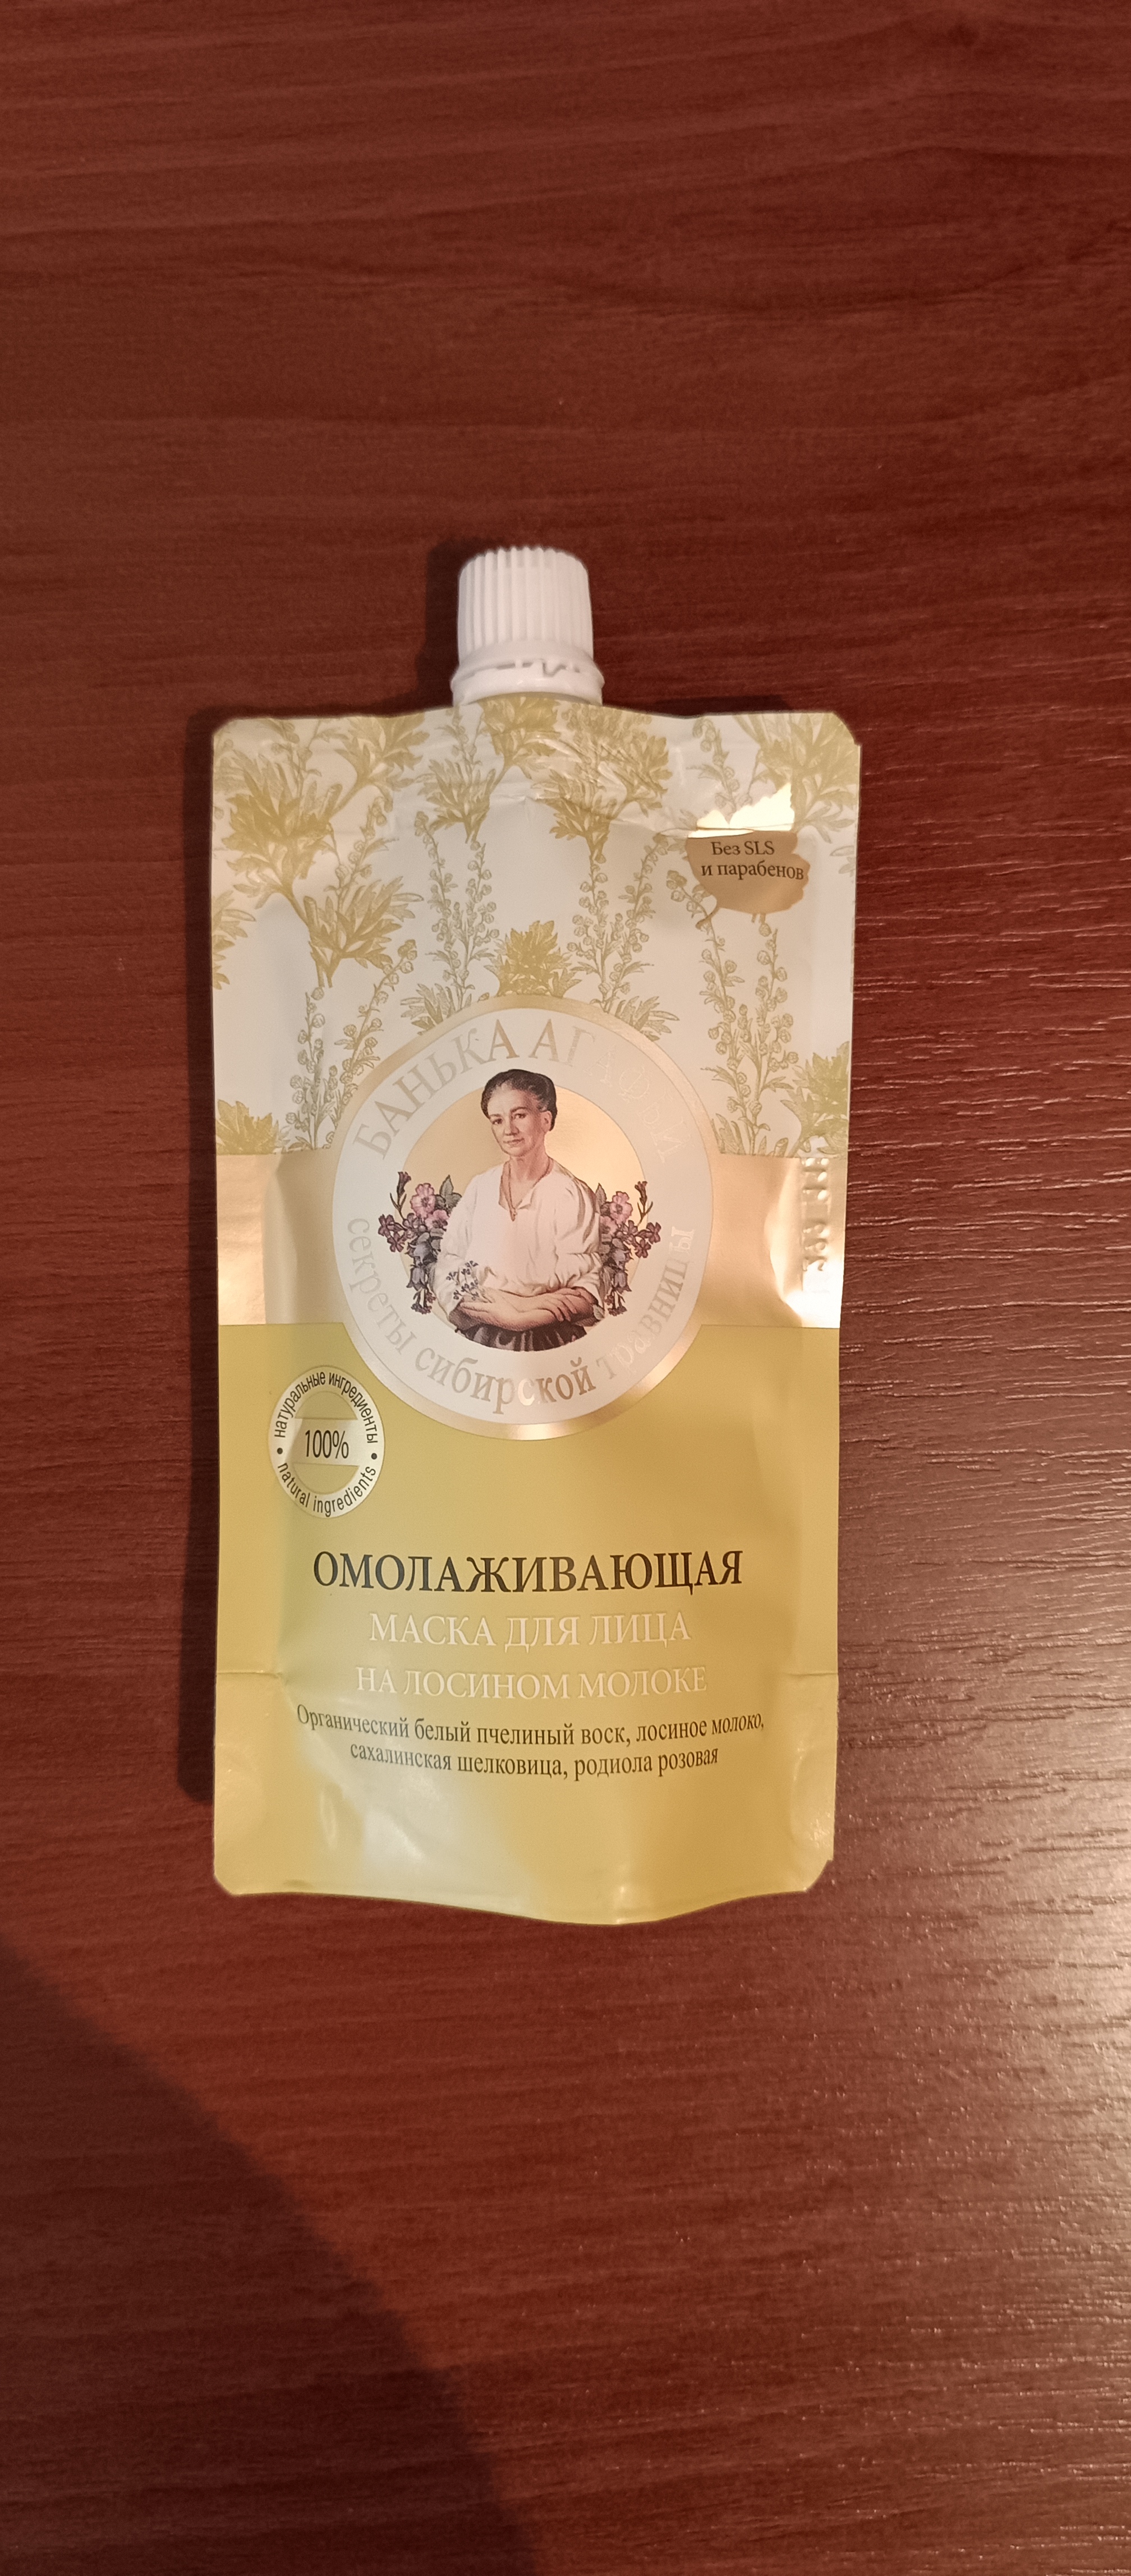 Без SLS
и парабенов
БАНЬКА АГАФЬИ
секреты сибирской травницы
натуральные ингредиенты
100%
natural ingredients
ОМОЛАЖИВАЮЩАЯ
МАСКА ДЛЯ ЛИЦА
НА ЛОСИНОМ МОЛОКЕ
Органический белый пчелиный воск, лосиное молоко,
сахалинская шелковица, родиола розовая